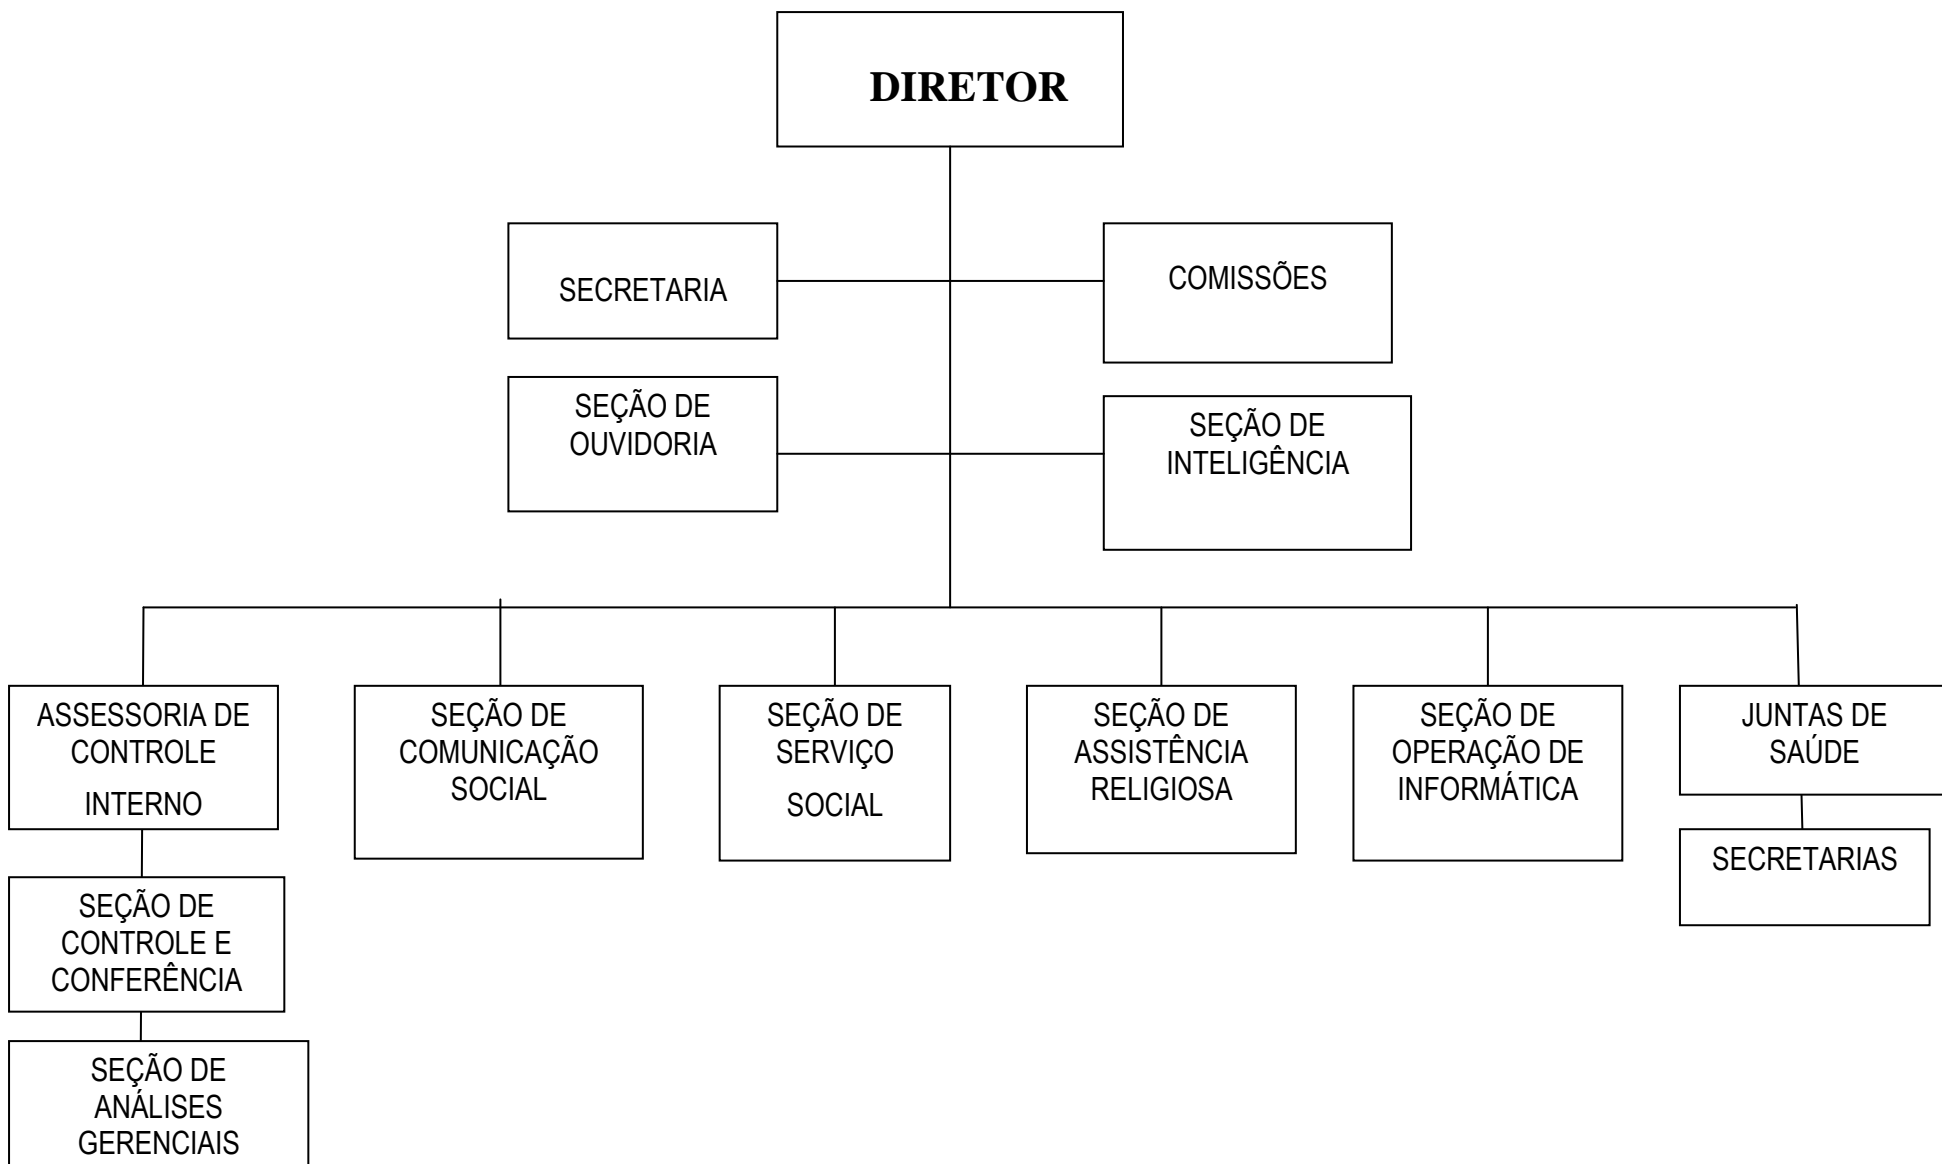 DIRETOR
SECRETARIA
COMISSÕES
SEÇÃO DE
OUVIDORIA
SEÇÃO DE
INTELIGÊNCIA
ASSESSORIA DE
CONTROLE
INTERNO
SEÇÃO DE
COMUNICAÇÃO
SOCIAL
SEÇÃO DE
SERVIÇO
SOCIAL
SEÇÃO DE
ASSISTÊNCIA
RELIGIOSA
SEÇÃO DE
OPERAÇÃO DE
INFORMÁTICA
JUNTAS DE
SAÚDE
SECRETARIAS
SEÇÃO DE
CONTROLE E
CONFERÊNCIA
SEÇÃO DE
ANÁLISES
GERENCIAIS